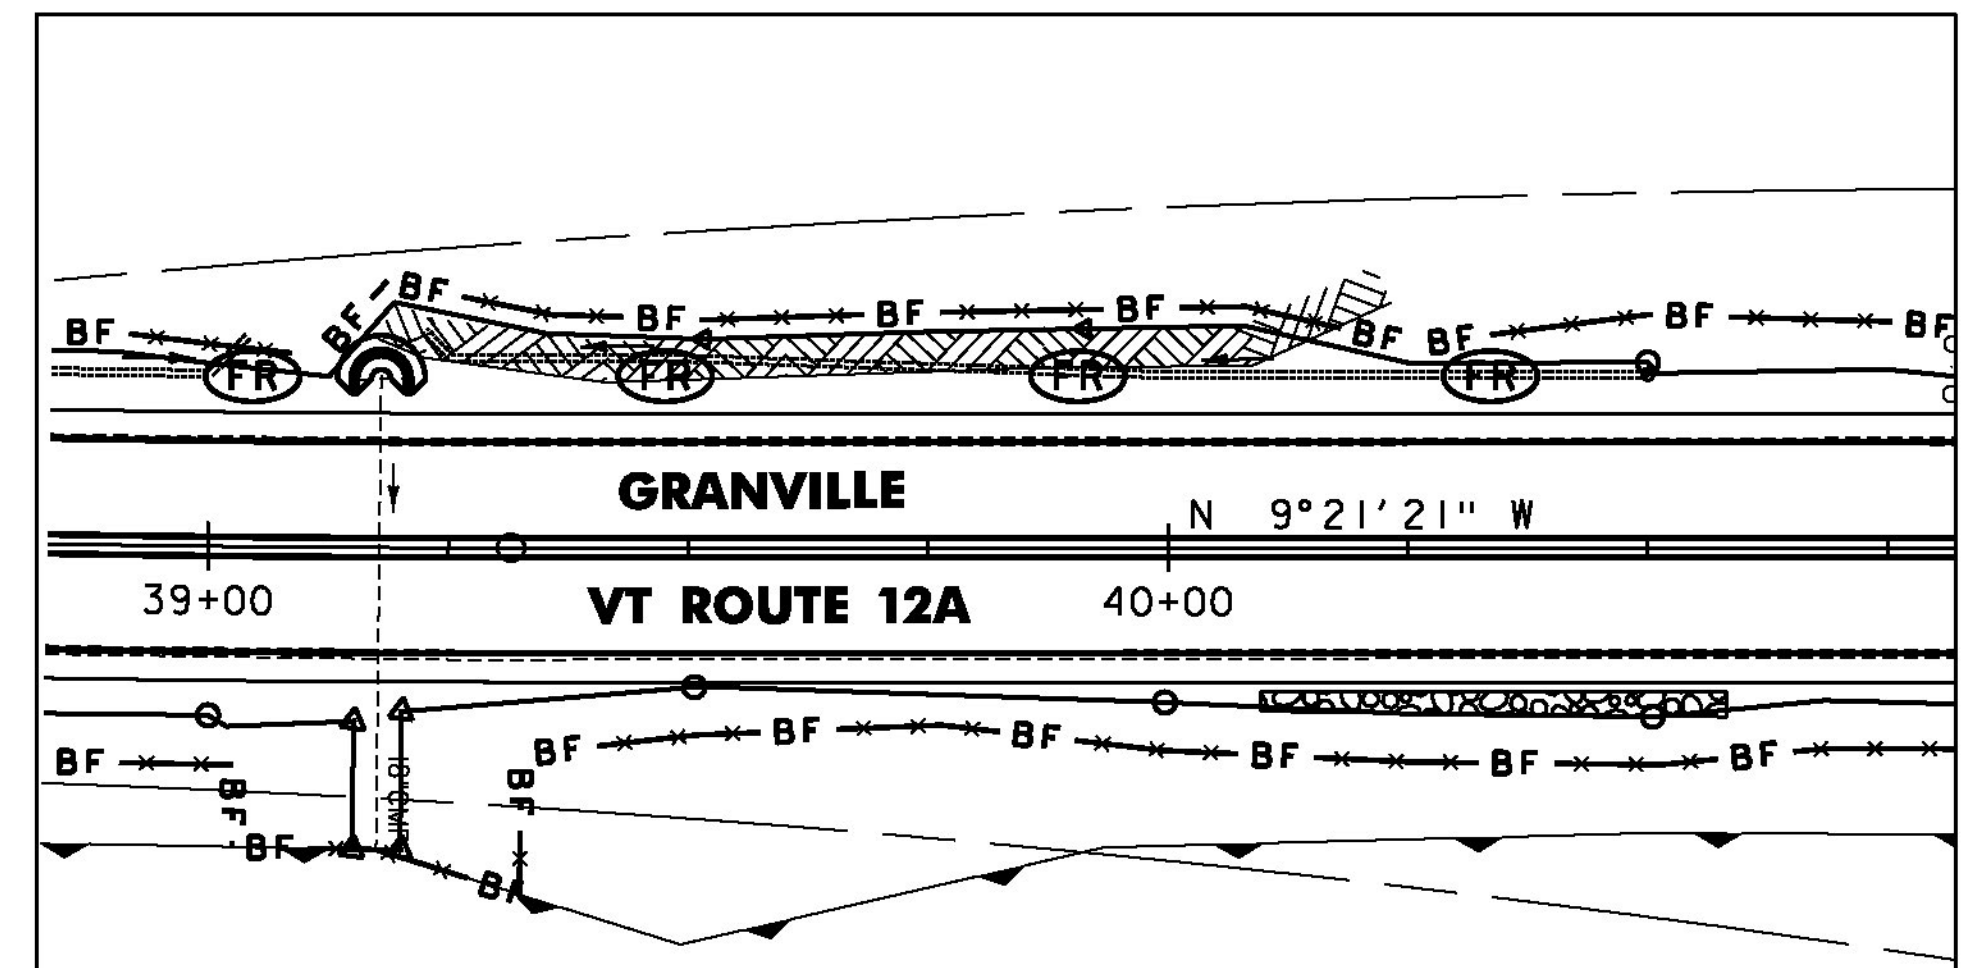 BF BF BF BF BF BF BF BF BF BF
FR FR FR FR
GRANVILLE
N 9°21'21" W
39+00 VT ROUTE 12A 40+00
BF BF BF BF BF BF BF
BF BF
BF BF